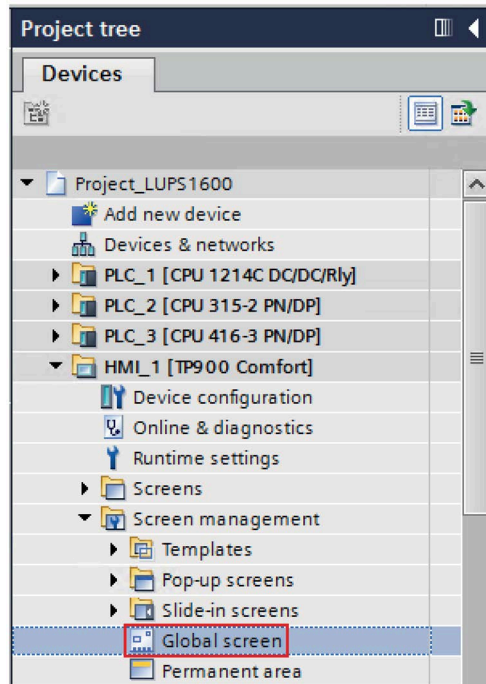 Project tree
Devices
Project_LUPS1600
Add new device
Devices & networks
PLC_1 [CPU 1214C DC/DC/Rly]
PLC_2 [CPU 315-2 PN/DP]
PLC_3 [CPU 416-3 PN/DP]
HMI_1 [TP900 Comfort]
Device configuration
Online & diagnostics
Runtime settings
Screens
Screen management
Templates
Pop-up screens
Slide-in screens
Global screen
Permanent area